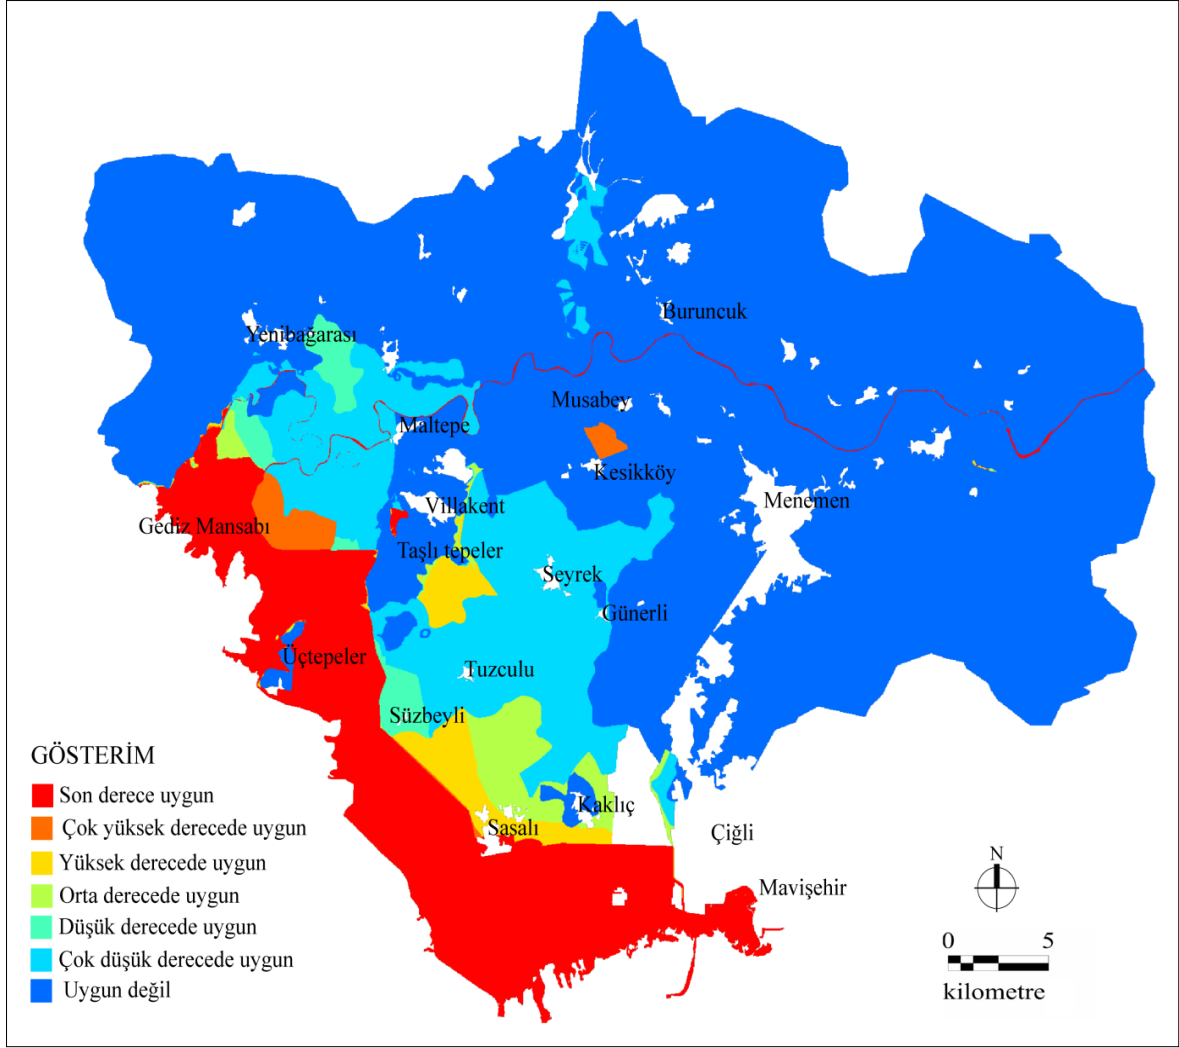 Buruncuk
Yenibağarası
Musabey
Maltepe
Kesikköy
Menemen
Villakent
Gediz Mansabı
Taşlı tepeler
Seyrek
Günerli
Üçtepeler
Tuzculu
Süzbeyli
Kaklıç
Sasalı
Çiğli
Mavişehir
GÖSTERİM
Son derece uygun
Çok yüksek derecede uygun
Yüksek derecede uygun
Orta derecede uygun
Düşük derecede uygun
Çok düşük derecede uygun
Uygun değil
N
0 5
kilometre